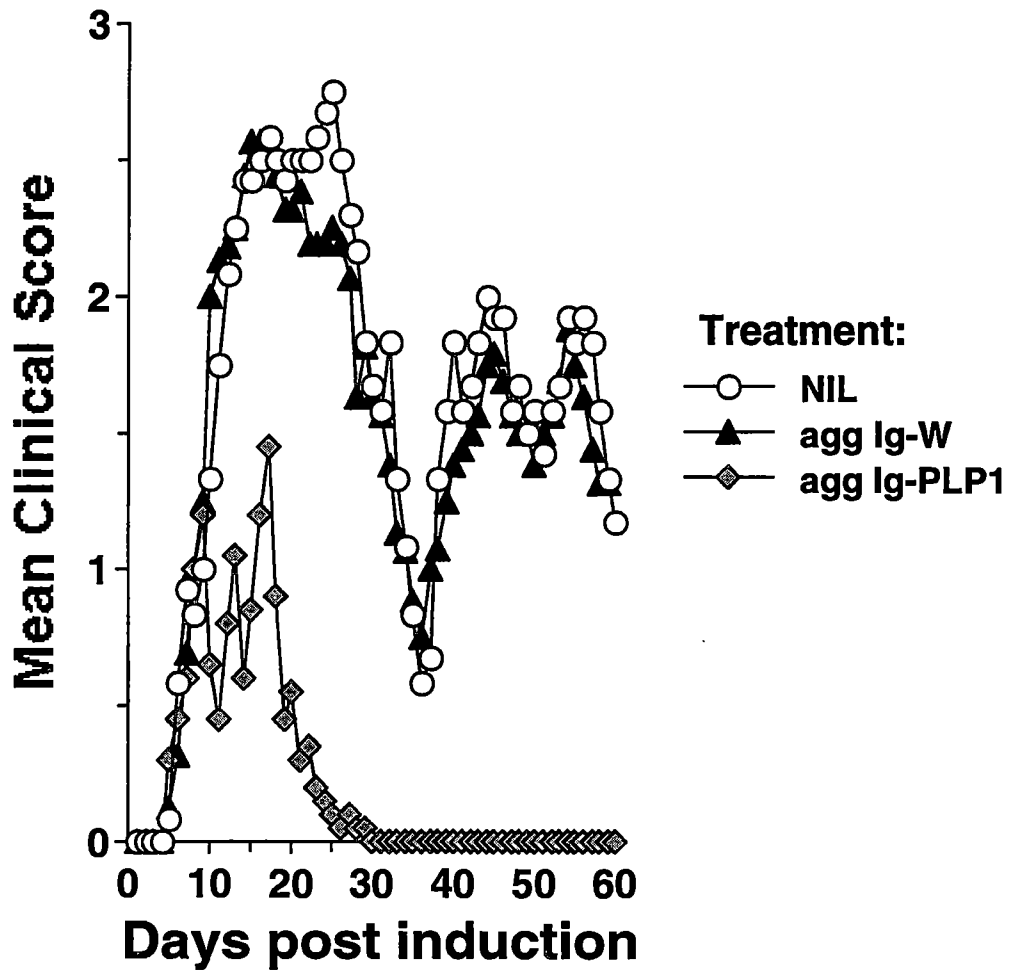 3
2
1
0
Mean Clinical Score
0 10 20 30 40 50 60
Days post induction
Treatment:
NIL
agg Ig-W
agg Ig-PLP1